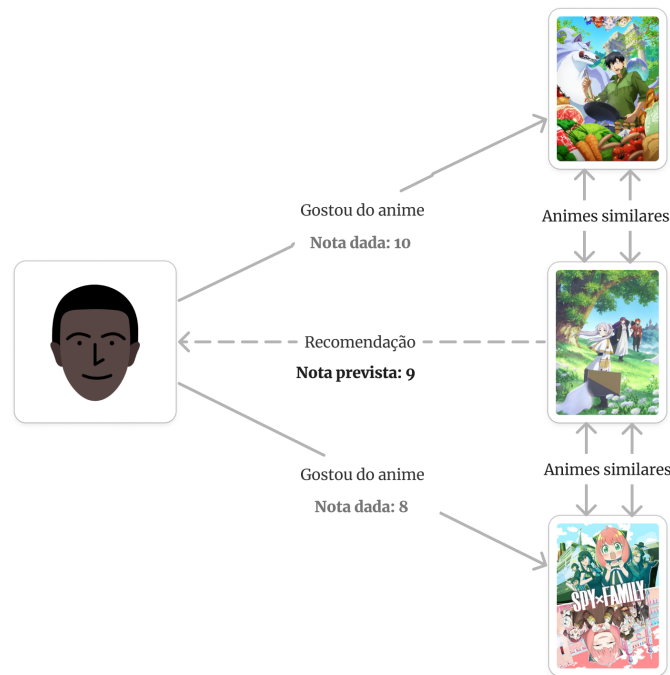 Gostou do anime
Nota dada: 10
Animes similares
Recomendação
Nota prevista: 9
Gostou do anime
Nota dada: 8
Animes similares
SPY×FAMILY